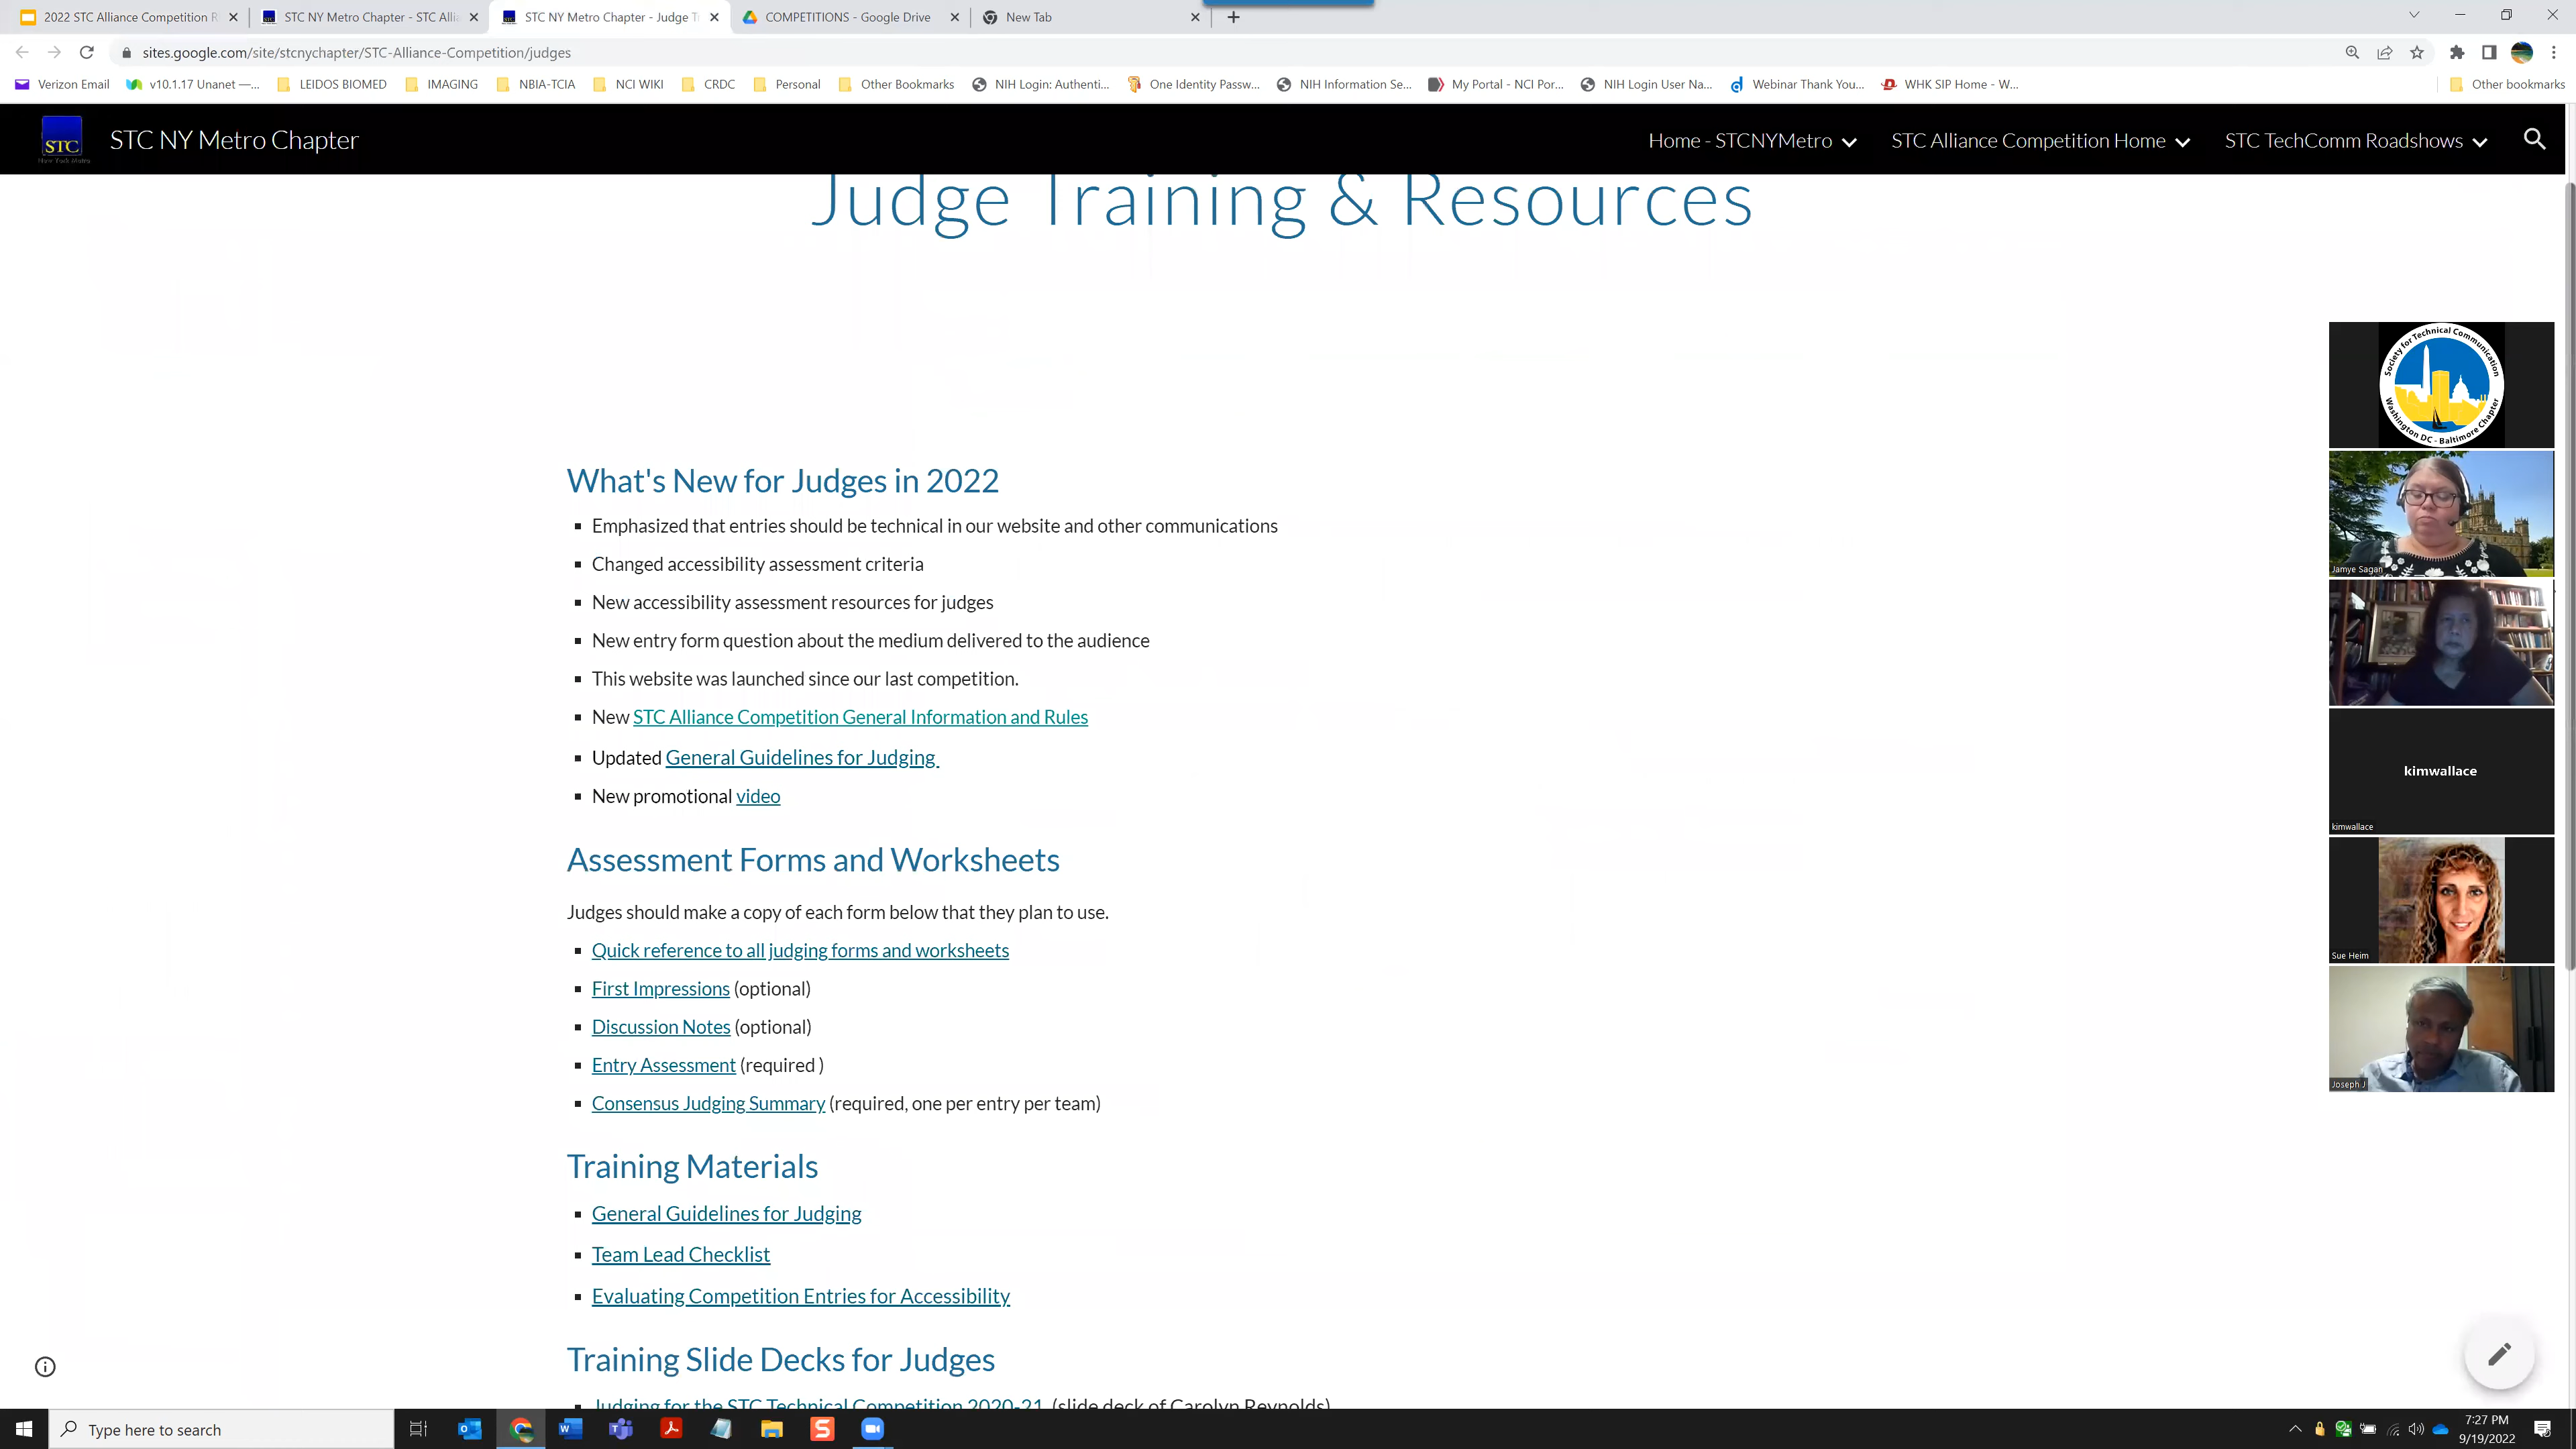 2022 STC Alliance Competition R
STC NY Metro Chapter - STC Alli
STC NY Metro Chapter - Judge T
COMPETITIONS - Google Drive
New Tab
sites.google.com/site/stcnychapter/STC-Alliance-Competition/judges
Verizon Email
v10.1.17 Unanet —...
LEIDOS BIOMED
IMAGING
NBIA-TCIA
NCI WIKI
CRDC
Personal
Other Bookmarks
NIH Login: Authenti...
One Identity Passw...
NIH Information Se...
My Portal - NCI Por...
NIH Login User Na...
Webinar Thank You...
WHK SIP Home - W...
Other bookmarks
STC
New York Metro
STC NY Metro Chapter
Home - STCNYMetro
STC Alliance Competition Home
STC TechComm Roadshows
Judge Training & Resources
What's New for Judges in 2022
▪ Emphasized that entries should be technical in our website and other communications
▪ Changed accessibility assessment criteria
▪ New accessibility assessment resources for judges
▪ New entry form question about the medium delivered to the audience
▪ This website was launched since our last competition.
▪ New STC Alliance Competition General Information and Rules
▪ Updated General Guidelines for Judging
▪ New promotional video
Assessment Forms and Worksheets
Judges should make a copy of each form below that they plan to use.
▪ Quick reference to all judging forms and worksheets
▪ First Impressions (optional)
▪ Discussion Notes (optional)
▪ Entry Assessment (required )
▪ Consensus Judging Summary (required, one per entry per team)
Training Materials
▪ General Guidelines for Judging
▪ Team Lead Checklist
▪ Evaluating Competition Entries for Accessibility
Training Slide Decks for Judges
▪ Judging for the STC Technical Competition 2020-21 (slide deck of Carolyn Reynolds)
Society for Technical Communication
Washington DC - Baltimore Chapter
Jamye Sagan
kimwallace
kimwallace
Sue Heim
Joseph J
Type here to search
7:27 PM
9/19/2022